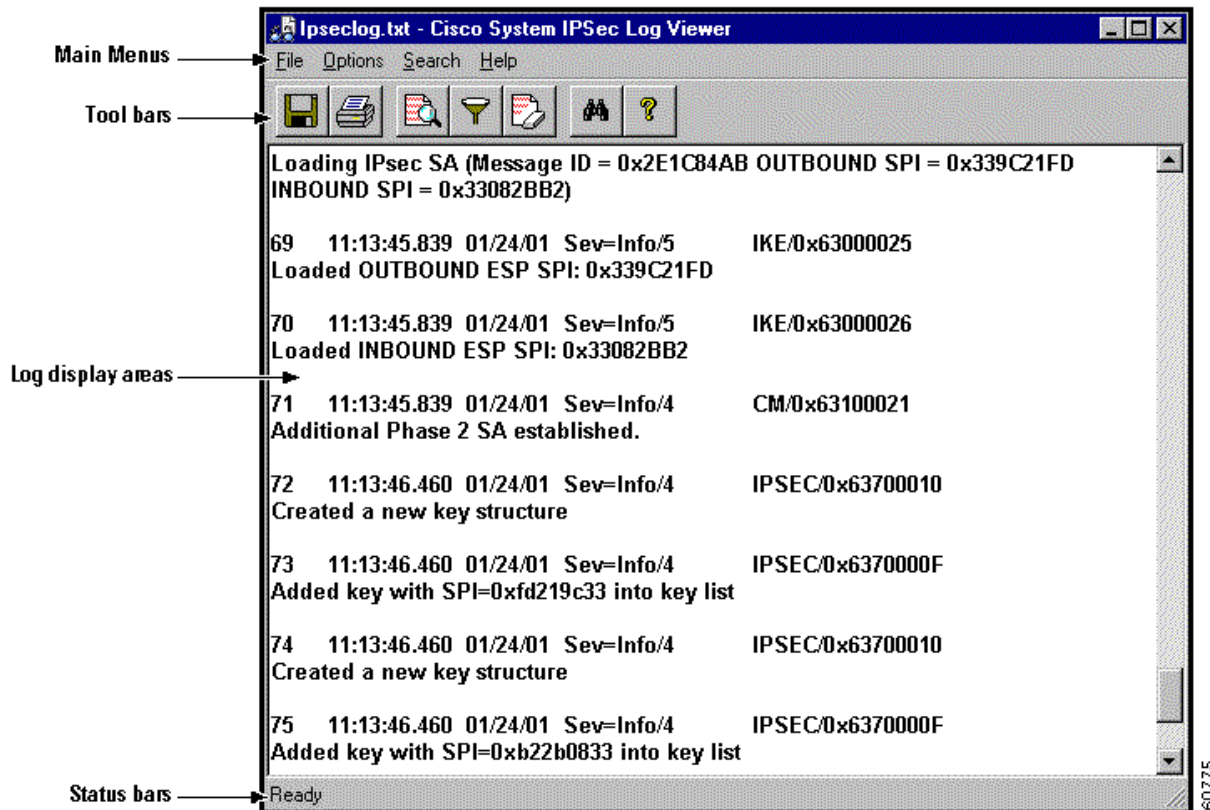 Ipseclog.txt - Cisco System IPSec Log Viewer
Main Menus
File Options Search Help
Tool bars
Loading IPsec SA (Message ID = 0x2E1C84AB OUTBOUND SPI = 0x339C21FD
INBOUND SPI = 0x33082BB2)
69 11:13:45.839 01/24/01 Sev=Info/5 IKE/0x63000025
Loaded OUTBOUND ESP SPI: 0x339C21FD
70 11:13:45.839 01/24/01 Sev=Info/5 IKE/0x63000026
Loaded INBOUND ESP SPI: 0x33082BB2
Log display areas
71 11:13:45.839 01/24/01 Sev=Info/4 CM/0x63100021
Additional Phase 2 SA established.
72 11:13:46.460 01/24/01 Sev=Info/4 IPSEC/0x63700010
Created a new key structure
73 11:13:46.460 01/24/01 Sev=Info/4 IPSEC/0x6370000F
Added key with SPI=0xfd219c33 into key list
74 11:13:46.460 01/24/01 Sev=Info/4 IPSEC/0x63700010
Created a new key structure
75 11:13:46.460 01/24/01 Sev=Info/4 IPSEC/0x6370000F
Added key with SPI=0xb22b0833 into key list
Status bars
Ready
60775